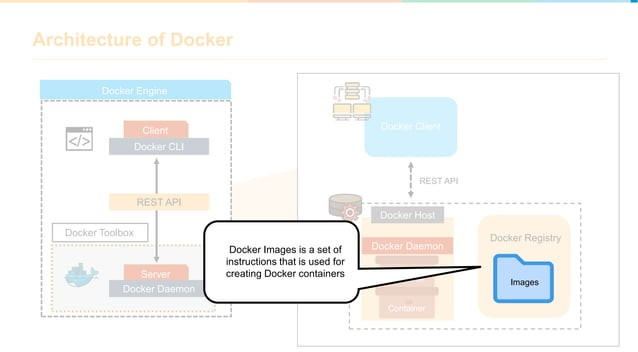 Architecture of Docker
Docker Engine
Client
Docker CLI
REST API
Docker Toolbox
Server
Docker Daemon
Docker Client
REST API
Docker Host
Docker Daemon
Container
Docker Registry
Images
Docker Images is a set of
instructions that is used for
creating Docker containers